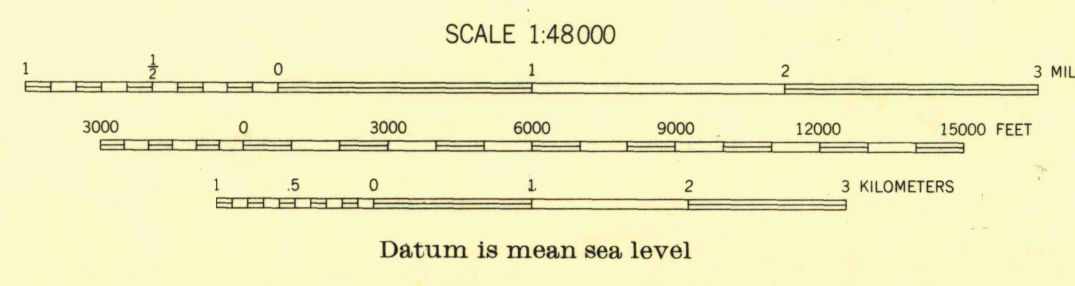 SCALE 1:48000
1 1/2 0 1 2 3 MIL
3000 0 3000 6000 9000 12000 15000 FEET
1 .5 0 1 2 3 KILOMETERS
Datum is mean sea level